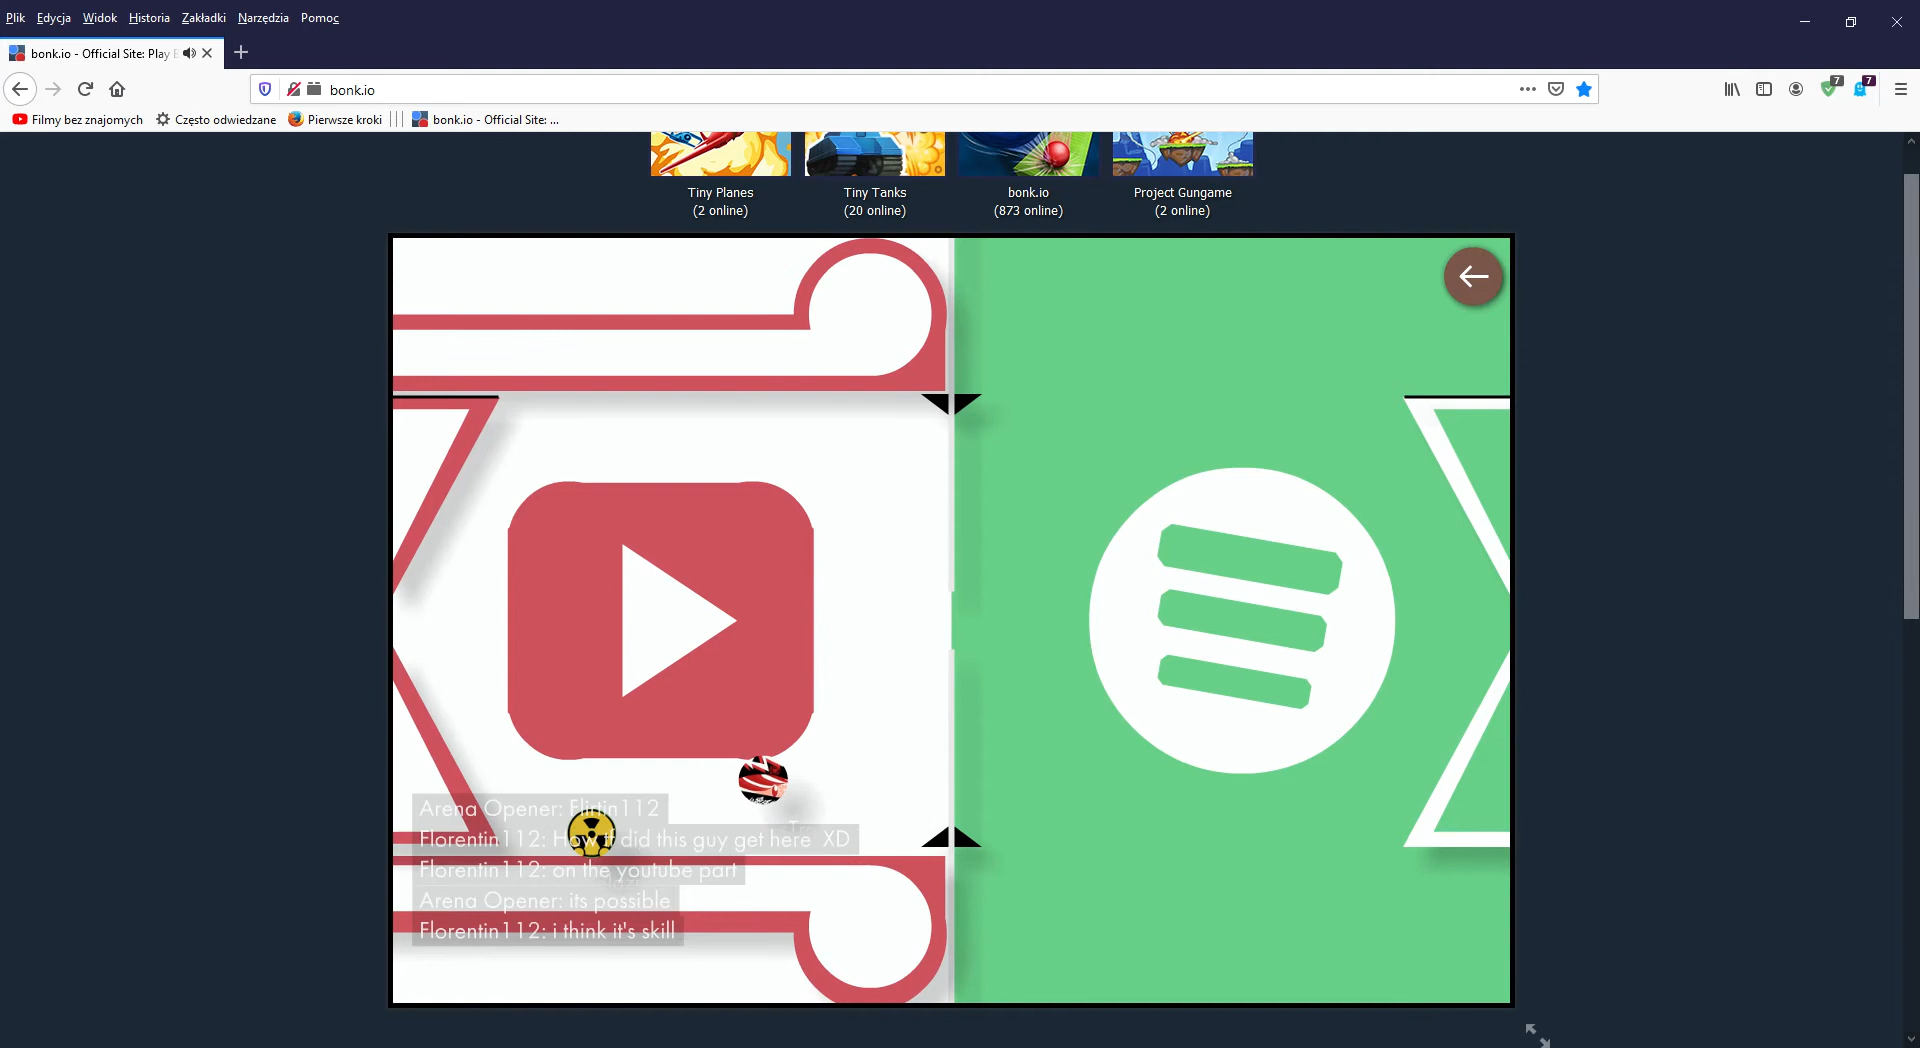 Plik Edycja Widok Historia Zakładki Narzędzia Pomoc
bonk.io - Official Site: Play
bonk.io
7
7
Filmy bez znajomych
Często odwiedzane
Pierwsze kroki
bonk.io - Official Site: ...
Tiny Planes
(2 online)
Tiny Tanks
(20 online)
bonk.io
(873 online)
Project Gungame
(2 online)
Arena Opener: Flirtin112
Florentin112: How tf did this guy get here XD
Florentin112: on the youtube part
Arena Opener: its possible
Florentin112: i think it's skill